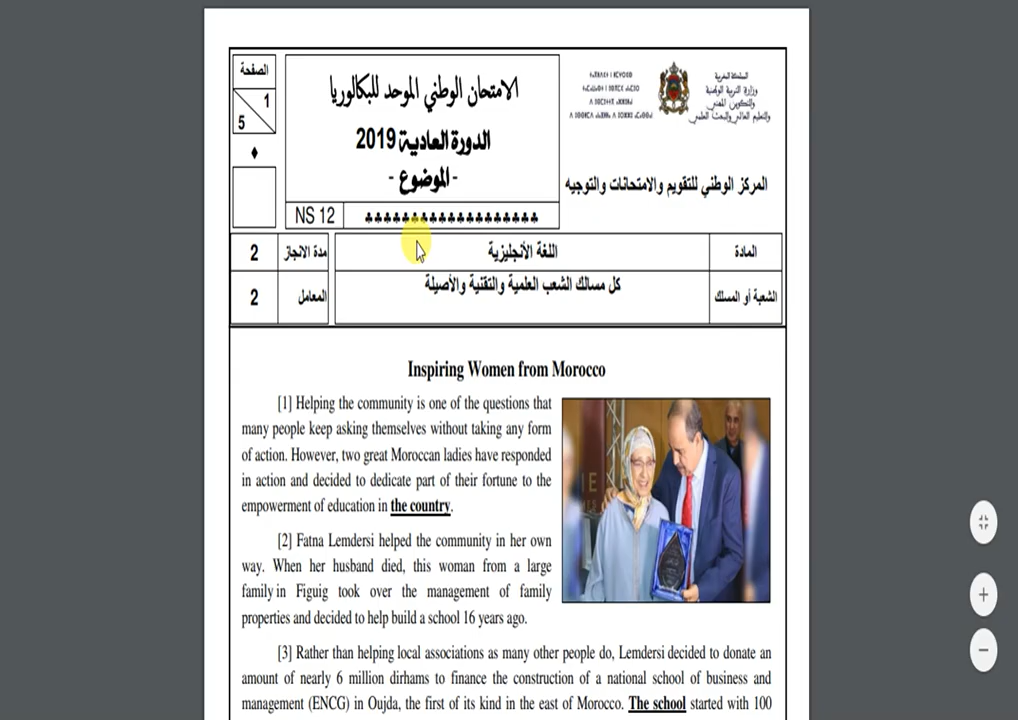 الصفحة
1
5
الامتحان الوطني الموحد للبكالوريا
الدورة العادية 2019
- الموضوع -
NS 12
المملكة المغربية
وزارة التربية الوطنية
والتكوين المهني
والتعليم العالي والبحث العلمي
المركز الوطني للتقويم والامتحانات والتوجيه
المادة اللغة الأنجليزية مدة الانجاز 2
الشعبة أو المسلك كل مسالك الشعب العلمية والتقنية والأصيلة المعامل 2
Inspiring Women from Morocco
[1] Helping the community is one of the questions that
many people keep asking themselves without taking any form
of action. However, two great Moroccan ladies have responded
in action and decided to dedicate part of their fortune to the
empowerment of education in the country.
[2] Fatna Lemdersi helped the community in her own
way. When her husband died, this woman from a large
family in Figuig took over the management of family
properties and decided to help build a school 16 years ago.
[3] Rather than helping local associations as many other people do, Lemdersi decided to donate an
amount of nearly 6 million dirhams to finance the construction of a national school of business and
management (ENCG) in Oujda, the first of its kind in the east of Morocco. The school started with 100